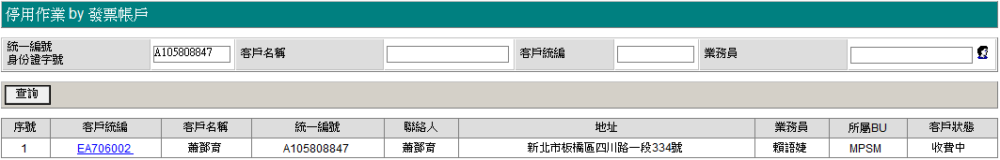 停用作業 by 發票帳戶
統一編號
身份證字號 A105808847 客戶名稱 客戶統編 業務員
查詢
序號 客戶統編 客戶名稱 統一編號 聯絡人 地址 業務員 所屬BU 客戶狀態
1 EA706002 蕭鄧育 A105808847 蕭鄧育 新北市板橋區四川路一段334號 賴語婕 MPSM 收費中